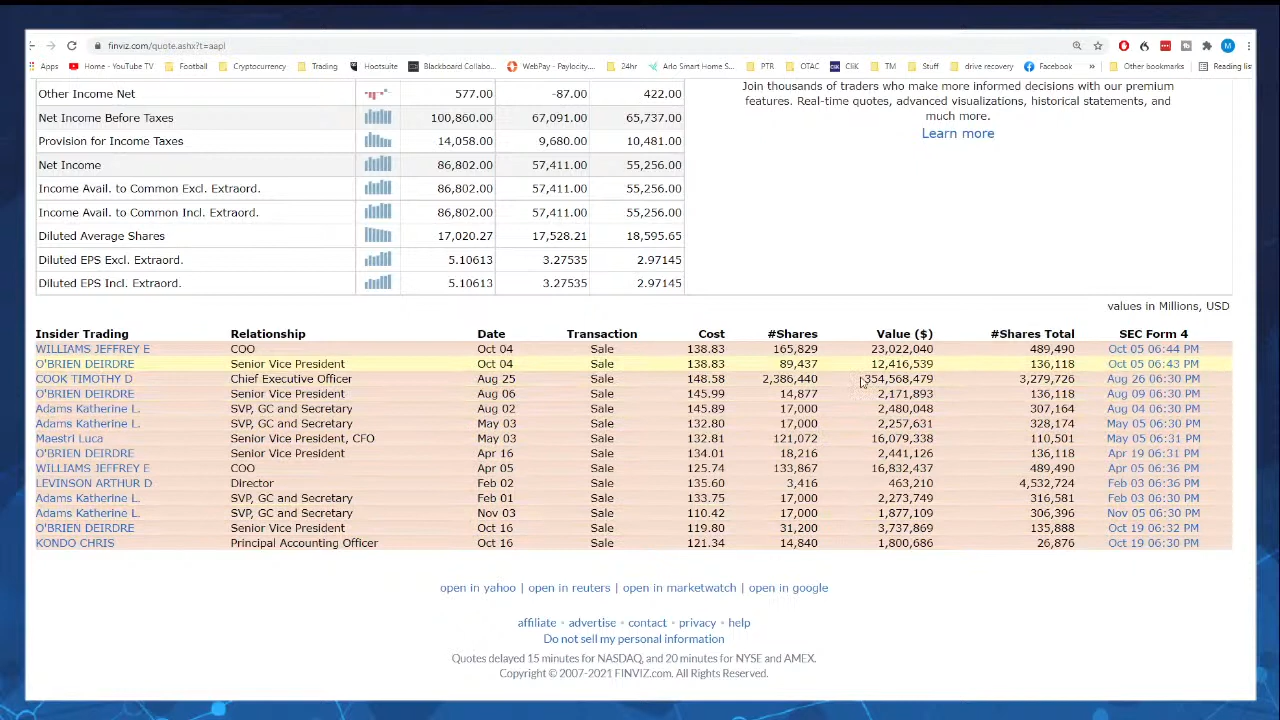 finviz.com/quote.ashx?t=aapl
Apps Home - YouTube TV Football Cryptocurrency Trading Hootsuite Blackboard Collabo... WebPay - Paylocity.... 24hr Arlo Smart Home S... PTR OTAC CliK TM Stuff drive recovery Facebook » Other bookmarks Reading list
Other Income Net 577.00 -87.00 422.00
Net Income Before Taxes 100,860.00 67,091.00 65,737.00
Provision for Income Taxes 14,058.00 9,680.00 10,481.00
Net Income 86,802.00 57,411.00 55,256.00
Income Avail. to Common Excl. Extraord. 86,802.00 57,411.00 55,256.00
Income Avail. to Common Incl. Extraord. 86,802.00 57,411.00 55,256.00
Diluted Average Shares 17,020.27 17,528.21 18,595.65
Diluted EPS Excl. Extraord. 5.10613 3.27535 2.97145
Diluted EPS Incl. Extraord. 5.10613 3.27535 2.97145
Join thousands of traders who make more informed decisions with our premium
features. Real-time quotes, advanced visualizations, historical statements, and
much more.
Learn more
values in Millions, USD
Insider Trading Relationship Date Transaction Cost #Shares Value ($) #Shares Total SEC Form 4
WILLIAMS JEFFREY E COO Oct 04 Sale 138.83 165,829 23,022,040 489,490 Oct 05 06:44 PM
O'BRIEN DEIRDRE Senior Vice President Oct 04 Sale 138.83 89,437 12,416,539 136,118 Oct 05 06:43 PM
COOK TIMOTHY D Chief Executive Officer Aug 25 Sale 148.58 2,386,440 354,568,479 3,279,726 Aug 26 06:30 PM
O'BRIEN DEIRDRE Senior Vice President Aug 06 Sale 145.99 14,877 2,171,893 136,118 Aug 09 06:30 PM
Adams Katherine L. SVP, GC and Secretary Aug 02 Sale 145.89 17,000 2,480,048 307,164 Aug 04 06:30 PM
Adams Katherine L. SVP, GC and Secretary May 03 Sale 132.80 17,000 2,257,631 328,174 May 05 06:30 PM
Maestri Luca Senior Vice President, CFO May 03 Sale 132.81 121,072 16,079,338 110,501 May 05 06:31 PM
O'BRIEN DEIRDRE Senior Vice President Apr 16 Sale 134.01 18,216 2,441,126 136,118 Apr 19 06:31 PM
WILLIAMS JEFFREY E COO Apr 05 Sale 125.74 133,867 16,832,439 489,490 Apr 05 06:36 PM
LEVINSON ARTHUR D Director Feb 02 Sale 135.60 3,416 463,210 4,532,724 Feb 03 06:36 PM
Adams Katherine L. SVP, GC and Secretary Feb 01 Sale 133.75 17,000 2,273,749 316,581 Feb 03 06:30 PM
Adams Katherine L. SVP, GC and Secretary Nov 03 Sale 110.42 17,000 1,877,109 306,396 Nov 05 06:30 PM
O'BRIEN DEIRDRE Senior Vice President Oct 16 Sale 119.80 31,200 3,737,869 135,888 Oct 19 06:32 PM
KONDO CHRIS Principal Accounting Officer Oct 16 Sale 121.34 14,840 1,800,686 26,876 Oct 19 06:30 PM
open in yahoo | open in reuters | open in marketwatch | open in google
affiliate • advertise • contact • privacy • help
Do not sell my personal information
Quotes delayed 15 minutes for NASDAQ, and 20 minutes for NYSE and AMEX.
Copyright © 2007-2021 FINVIZ.com. All Rights Reserved.